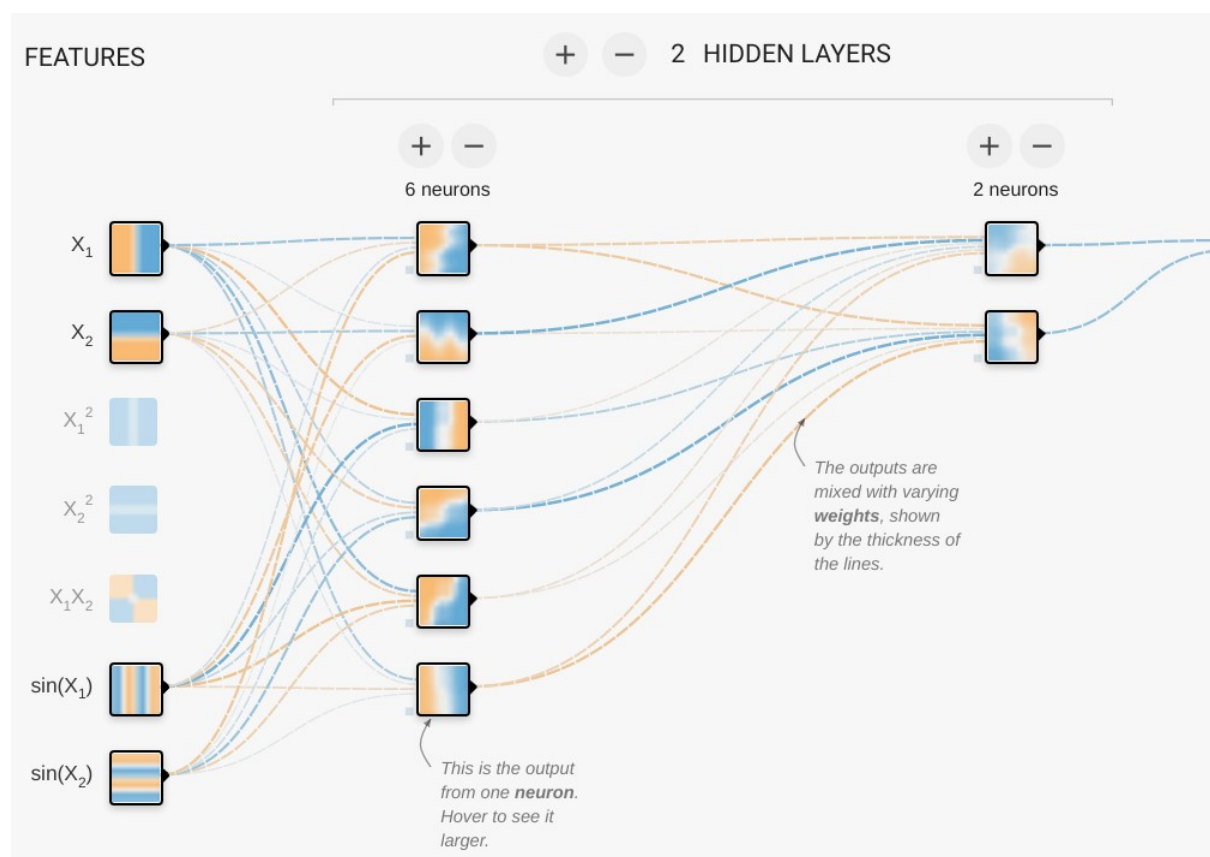 FEATURES
+ − 2 HIDDEN LAYERS
+ −
6 neurons
+ −
2 neurons
X₁
X₂
X₁²
X₂²
X₁X₂
sin(X₁)
sin(X₂)
The outputs are
mixed with varying
weights, shown
by the thickness of
the lines.
This is the output
from one neuron.
Hover to see it
larger.